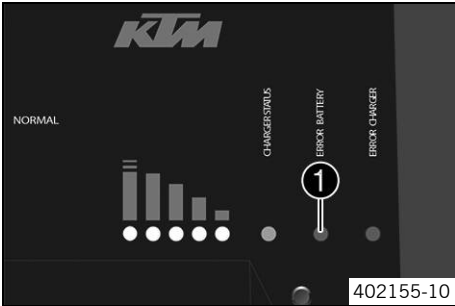 KTM
NORMAL
CHARGER STATUS
ERROR BATTERY
ERROR CHARGER
1
402155-10